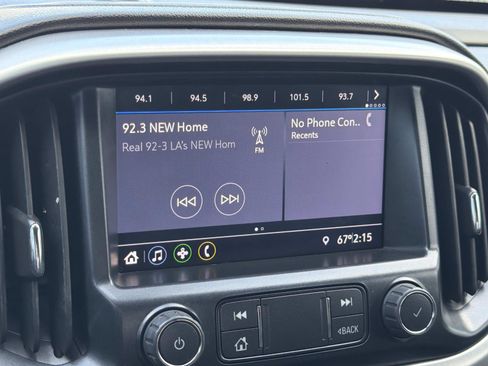 94.1 94.5 98.9 101.5 93.7
92.3 NEW Home
Real 92-3 LA's NEW Hom
FM
No Phone Con..
Recents
67° 2:15
BACK